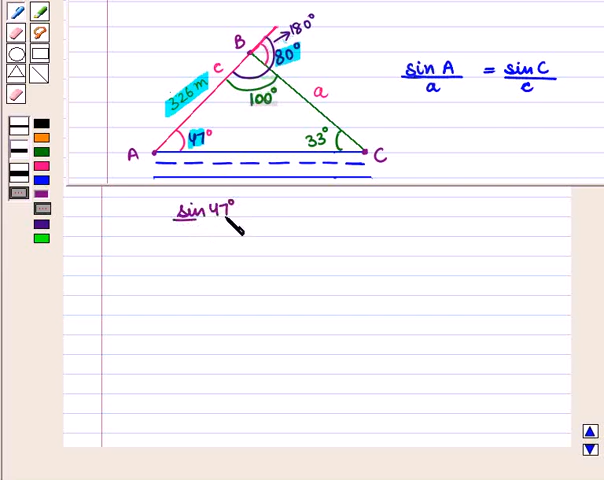 B
→180°
80°
c
326 m
100°
a
47°
33°
A
C
sin A / a = sin C / c
sin 47°